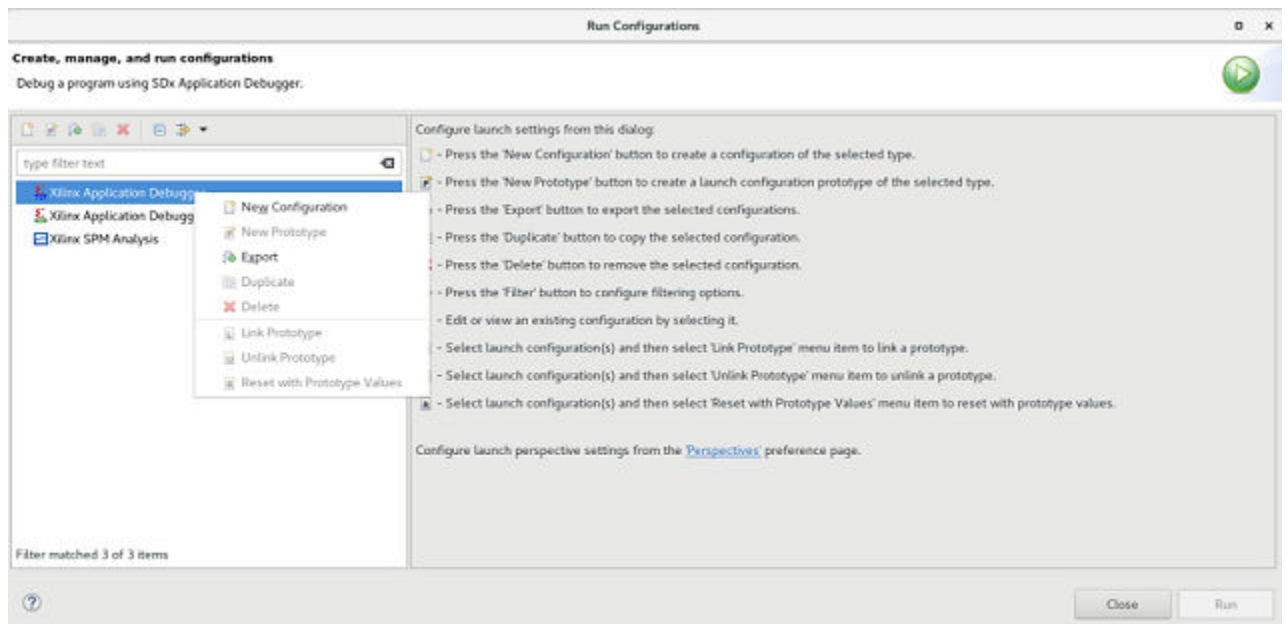 Run Configurations
Create, manage, and run configurations
Debug a program using SDx Application Debugger.
type filter text
Xilinx Application Debugger
Xilinx Application Debugg
Xilinx SPM Analysis
New Configuration
New Prototype
Export
Duplicate
Delete
Link Prototype
Unlink Prototype
Reset with Prototype Values
Filter matched 3 of 3 items
Configure launch settings from this dialog:
- Press the 'New Configuration' button to create a configuration of the selected type.
- Press the 'New Prototype' button to create a launch configuration prototype of the selected type.
- Press the 'Export' button to export the selected configurations.
- Press the 'Duplicate' button to copy the selected configuration.
- Press the 'Delete' button to remove the selected configuration.
- Press the 'Filter' button to configure filtering options.
- Edit or view an existing configuration by selecting it.
- Select launch configuration(s) and then select 'Link Prototype' menu item to link a prototype.
- Select launch configuration(s) and then select 'Unlink Prototype' menu item to unlink a prototype.
- Select launch configuration(s) and then select 'Reset with Prototype Values' menu item to reset with prototype values.
Configure launch perspective settings from the 'Perspectives' preference page.
Close
Run